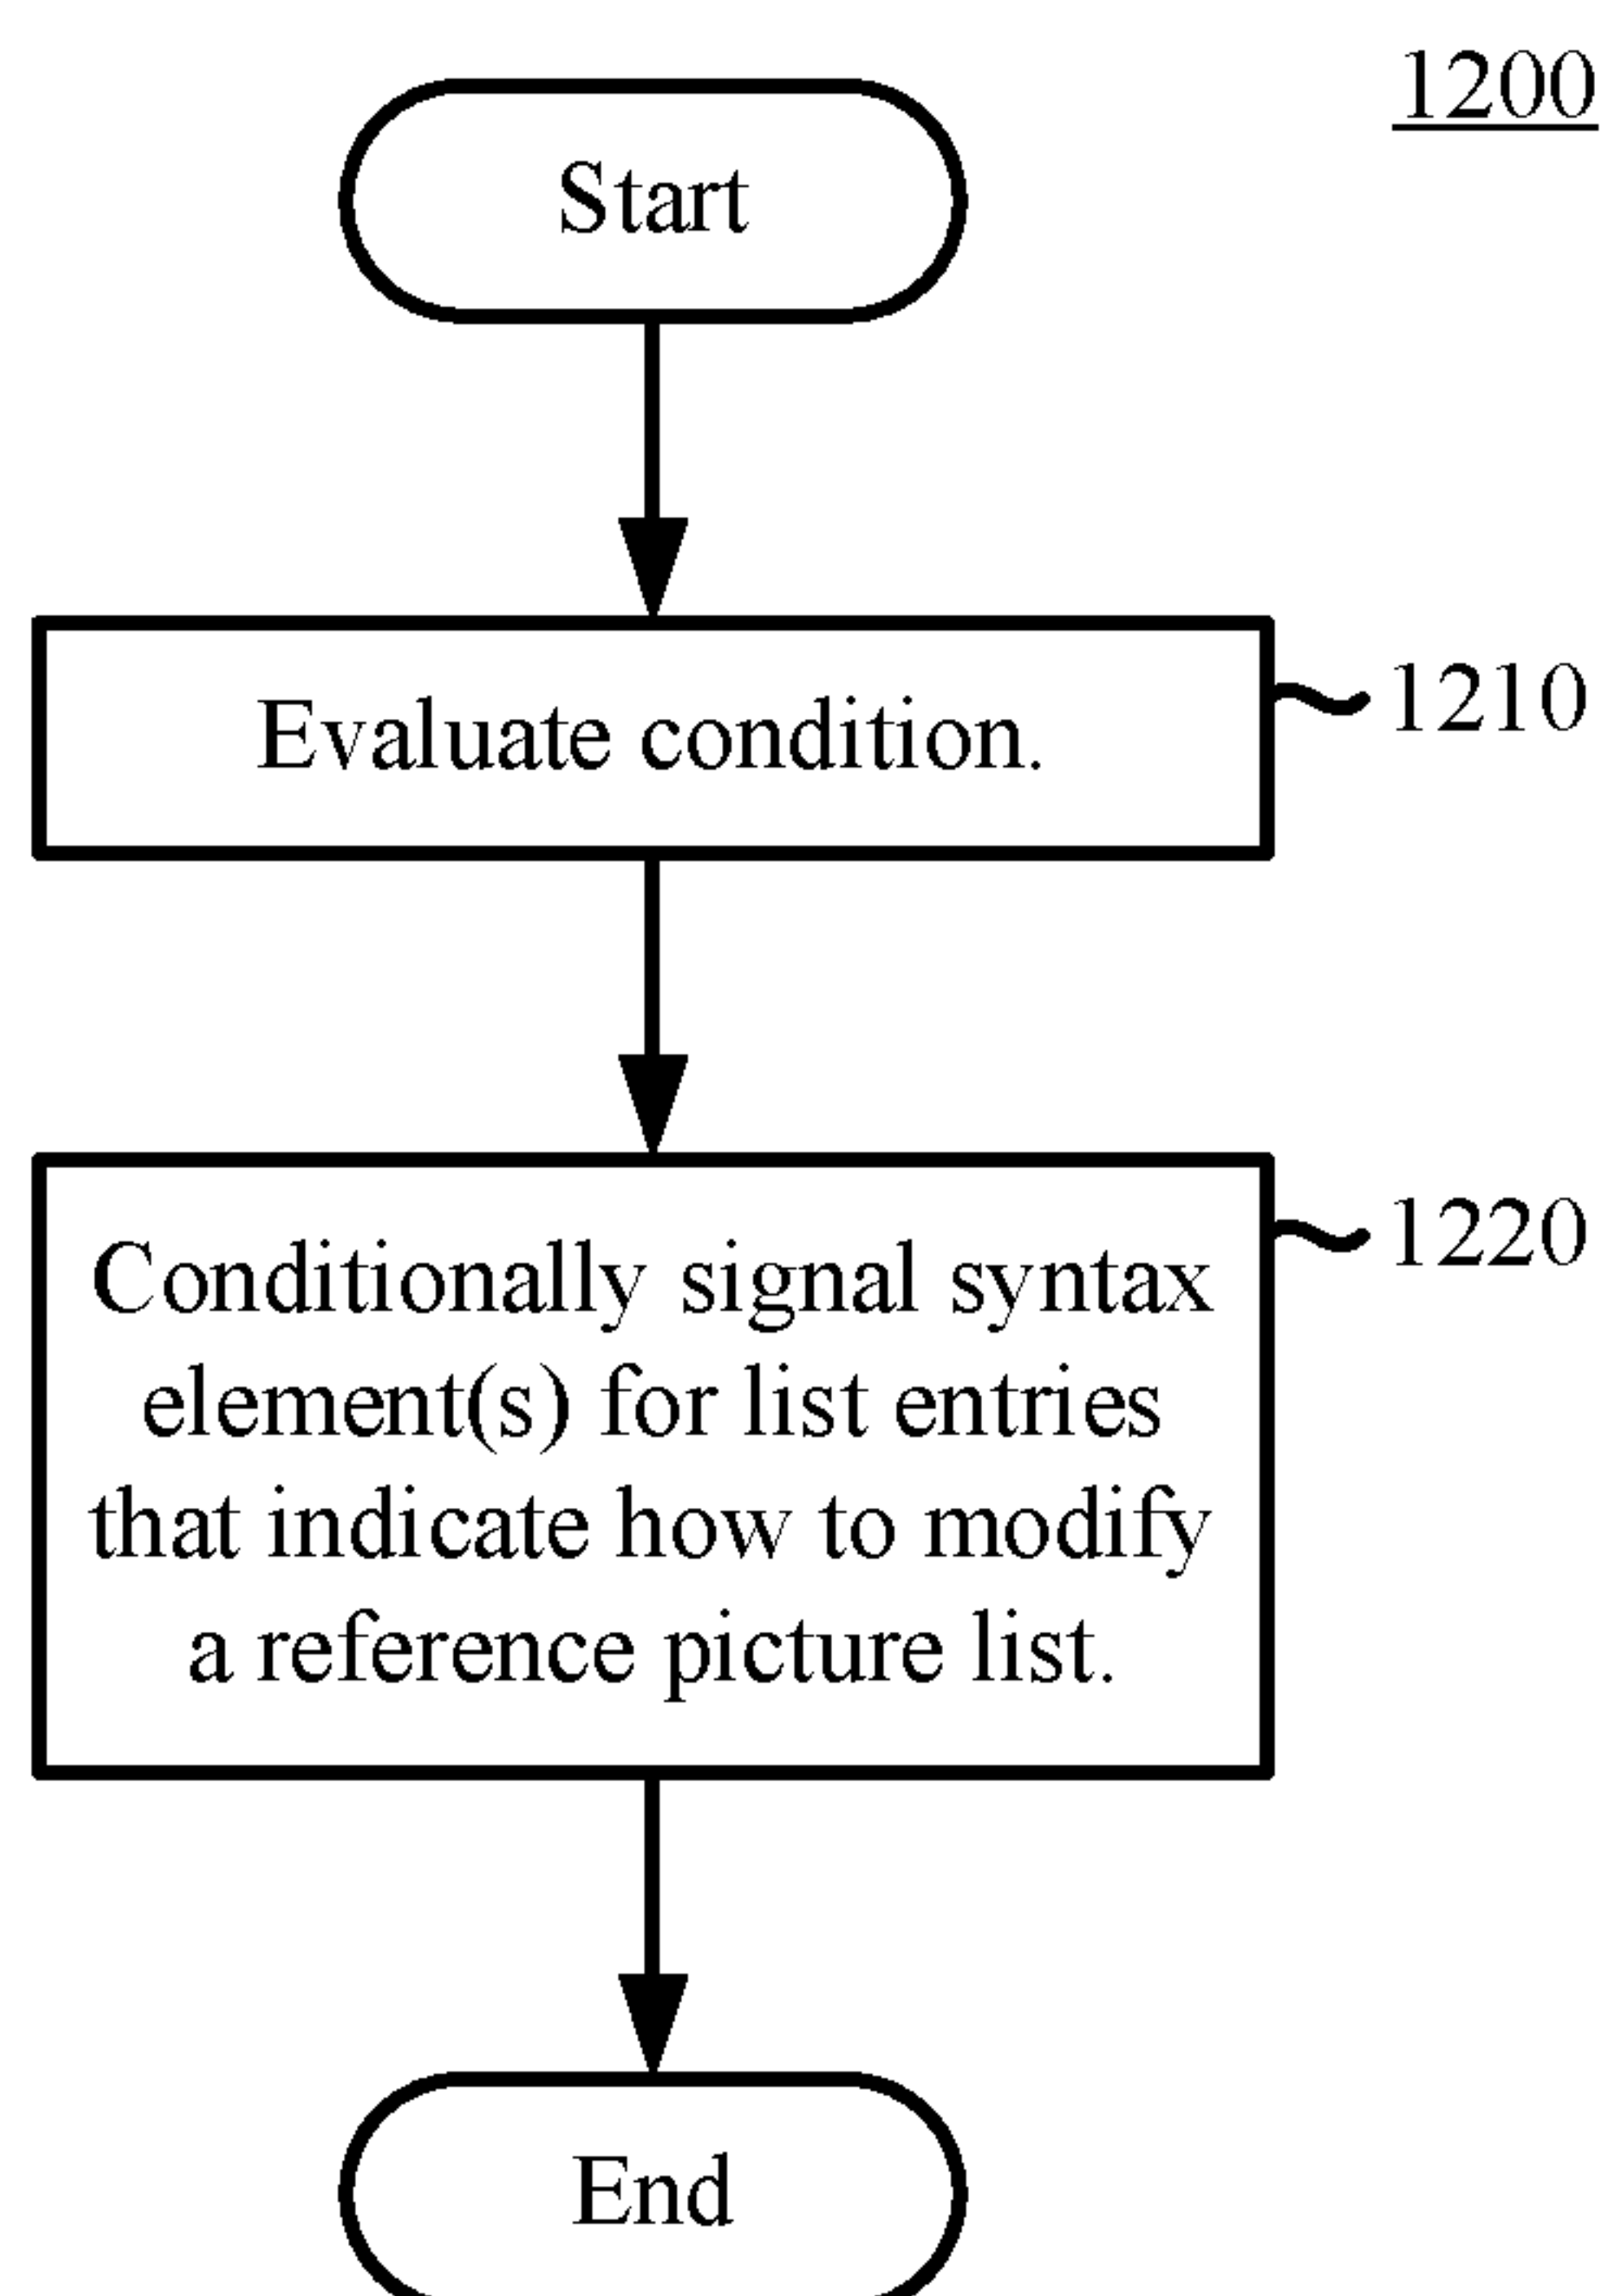 1200
Start
Evaluate condition.
1210
Conditionally signal syntax
element(s) for list entries
that indicate how to modify
a reference picture list.
1220
End